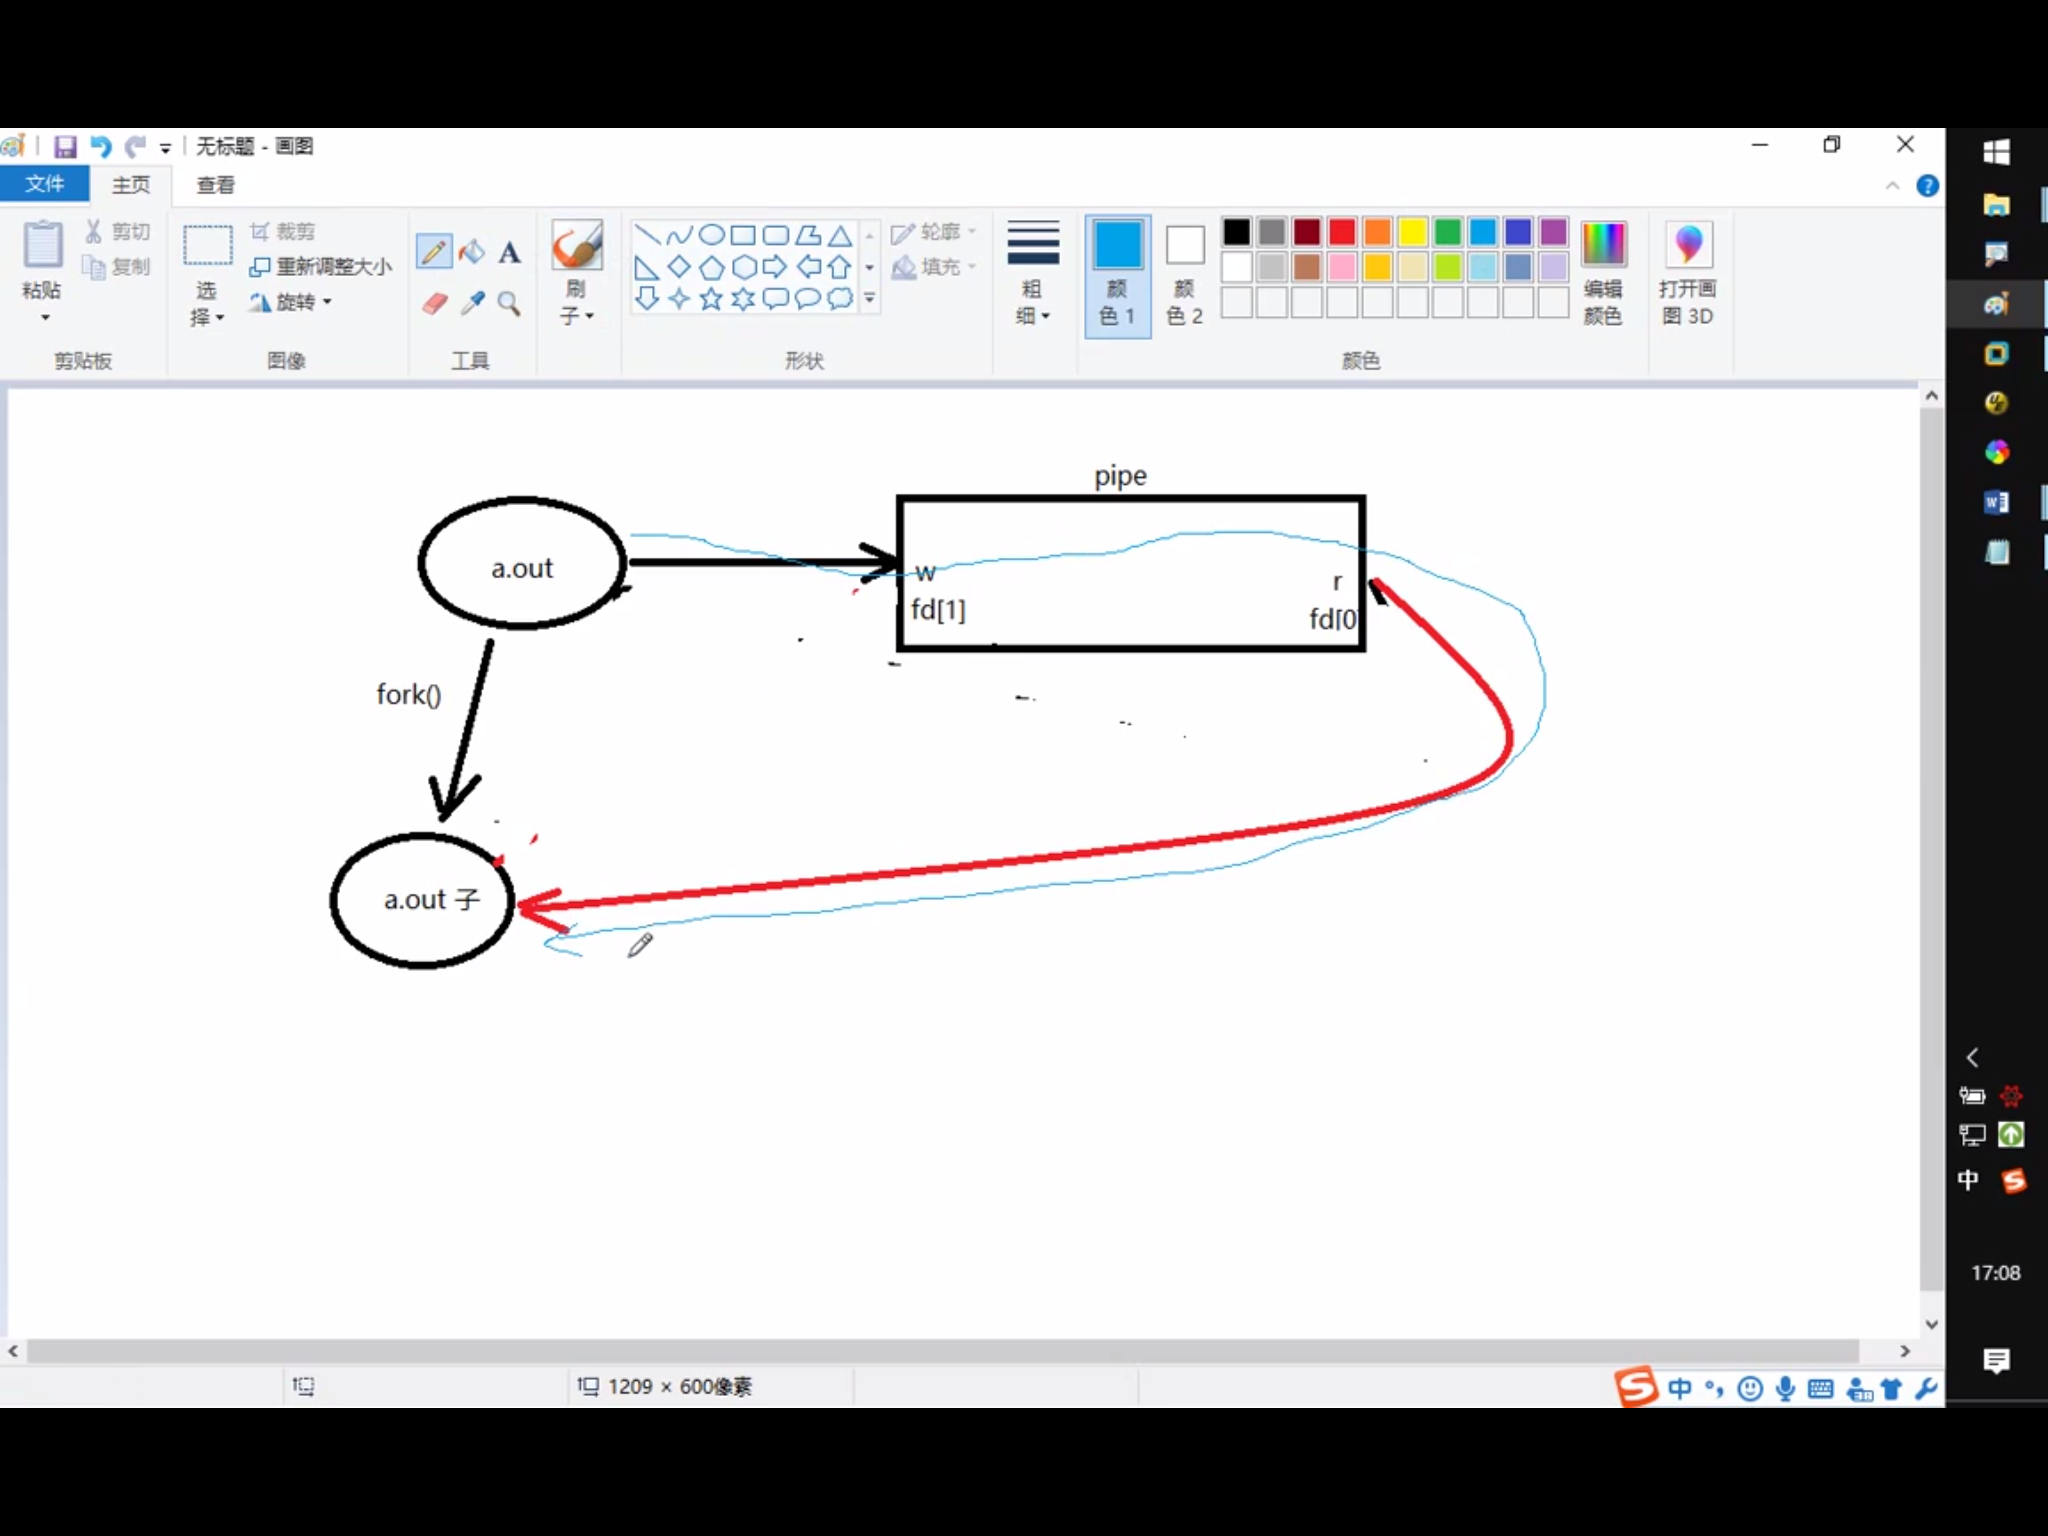 无标题 - 画图
文件 主页 查看
粘贴
剪切
复制
剪贴板
选择
裁剪
重新调整大小
旋转
图像
A
工具
刷子
形状
轮廓
填充
粗细
颜色 1
颜色 2
编辑颜色
颜色
打开画图 3D
pipe
a.out
w
fd[1]
r
fd[0
fork()
a.out 子
1209 × 600像素
中
中
17:08